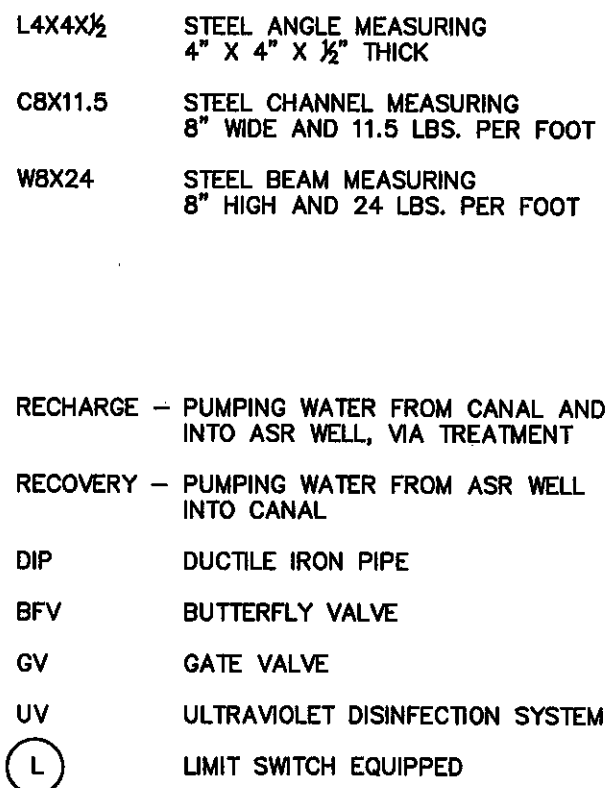 L4X4X½ STEEL ANGLE MEASURING
4" X 4" X ½" THICK
C8X11.5 STEEL CHANNEL MEASURING
8" WIDE AND 11.5 LBS. PER FOOT
W8X24 STEEL BEAM MEASURING
8" HIGH AND 24 LBS. PER FOOT
RECHARGE – PUMPING WATER FROM CANAL AND
INTO ASR WELL, VIA TREATMENT
RECOVERY – PUMPING WATER FROM ASR WELL
INTO CANAL
DIP DUCTILE IRON PIPE
BFV BUTTERFLY VALVE
GV GATE VALVE
UV ULTRAVIOLET DISINFECTION SYSTEM
L LIMIT SWITCH EQUIPPED